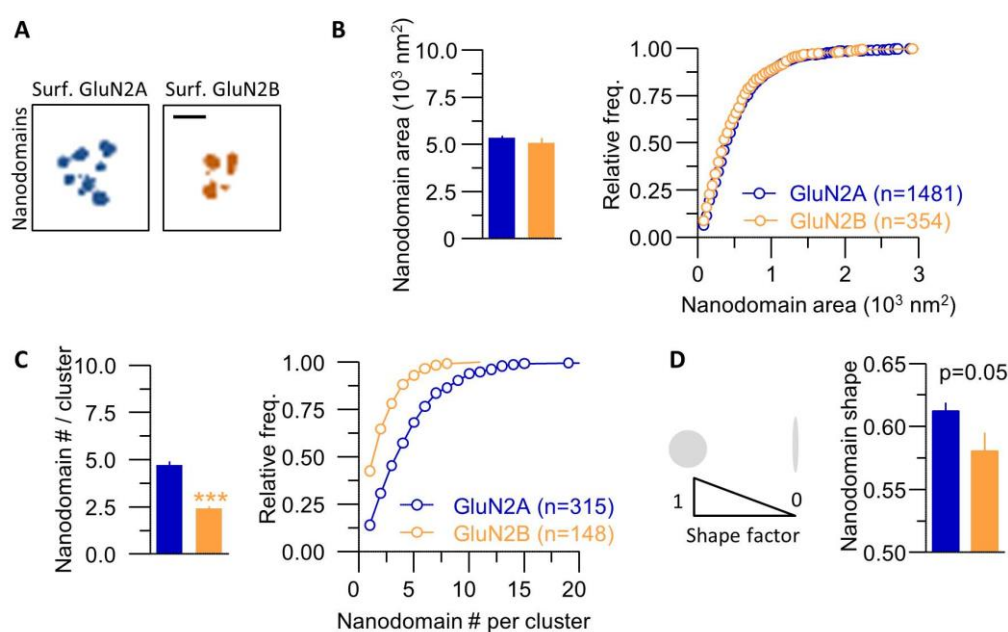 A
Surf. GluN2A
Surf. GluN2B
Nanodomains
B
Nanodomain area (10³ nm²)
10.0
7.5
5.0
2.5
0
Relative freq.
1.00
0.75
0.50
0.25
0.00
GluN2A (n=1481)
GluN2B (n=354)
0 1 2 3
Nanodomain area (10³ nm²)
C
Nanodomain # / cluster
10.0
7.5
5.0
2.5
0.0
***
Relative freq.
1.00
0.75
0.50
0.25
0.00
GluN2A (n=315)
GluN2B (n=148)
0 5 10 15 20
Nanodomain # per cluster
D
1 0
Shape factor
Nanodomain shape
0.65
0.60
0.55
0.50
p=0.05